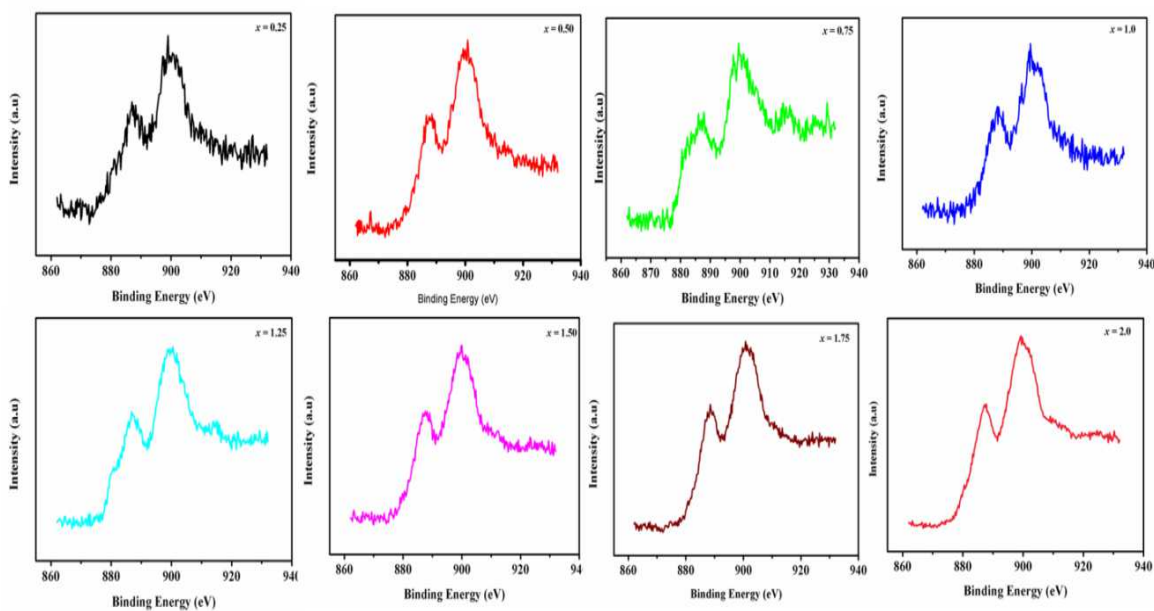 x = 0.25
Intensity (a.u)
860 880 900 920 940
Binding Energy (eV)
x = 0.50
Intensity (a.u)
860 880 900 920 940
Binding Energy (eV)
x = 0.75
Intensity (a.u)
860 870 880 890 900 910 920 930 940
Binding Energy (eV)
x = 1.0
Intensity (a.u)
860 880 900 920 940
Binding Energy (eV)
x = 1.25
Intensity (a.u)
860 880 900 920 940
Binding Energy (eV)
x = 1.50
Intensity (a.u)
860 880 900 920 940
Binding Energy (eV)
x = 1.75
Intensity (a.u)
860 880 900 920 940
Binding Energy (eV)
x = 2.0
Intensity (a.u)
860 880 900 920 940
Binding Energy (eV)